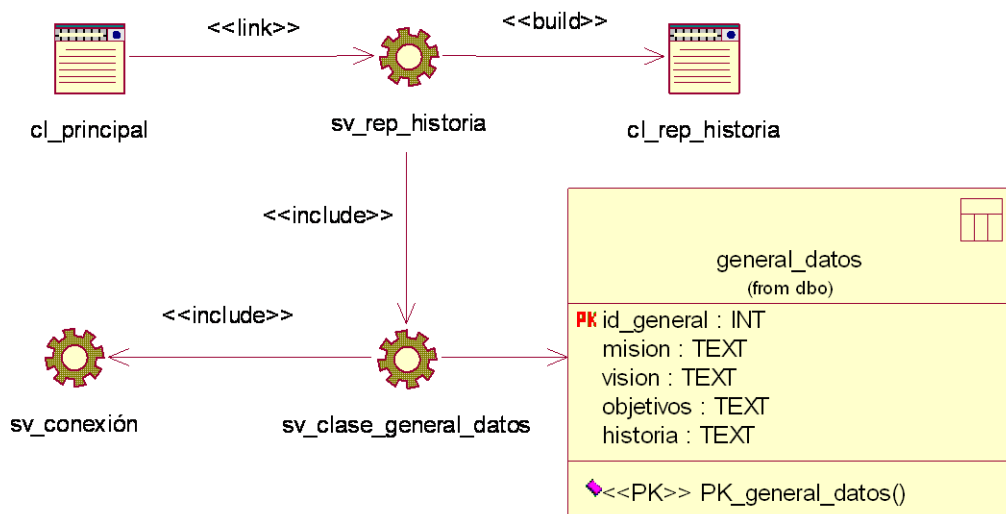 <<link>>
<<build>>
cl_principal
sv_rep_historia
cl_rep_historia
<<include>>
general_datos
(from dbo)
<<include>>
PK id_general : INT
mision : TEXT
vision : TEXT
objetivos : TEXT
historia : TEXT
sv_conexión
sv_clase_general_datos
<<PK>> PK_general_datos()